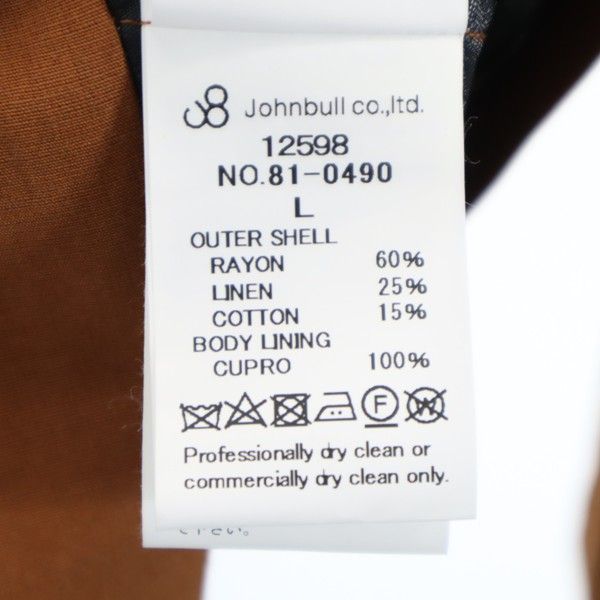 Johnbull co.,ltd.
12598
NO.81-0490
L
OUTER SHELL
RAYON 60%
LINEN 25%
COTTON 15%
BODY LINING
CUPRO 100%
F W
Professionally dry clean or
commercially dry clean only.